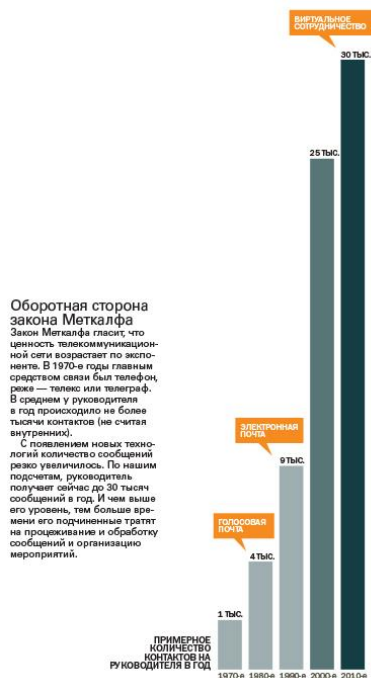 ВИРТУАЛЬНОЕ
СОТРУДНИЧЕСТВО
30 ТЫС.
25 ТЫС.
Оборотная сторона
закона Меткалфа
Закон Меткалфа гласит, что
ценность телекоммуникацион-
ной сети возрастает по экспо-
ненте. В 1970-е годы главным
средством связи был телефон,
реже — телекс или телеграф.
В среднем у руководителя
в год происходило не более
тысячи контактов (не считая
внутренних).
С появлением новых техно-
логий количество сообщений
резко увеличилось. По нашим
подсчетам, руководитель
получает сейчас до 30 тысяч
сообщений в год. И чем выше
его уровень, тем больше вре-
мени его подчиненные тратят
на процеживание и обработку
сообщений и организацию
мероприятий.
ЭЛЕКТРОННАЯ
ПОЧТА
9 ТЫС.
ГОЛОСОВАЯ
ПОЧТА
4 ТЫС.
1 ТЫС.
ПРИМЕРНОЕ
КОЛИЧЕСТВО
КОНТАКТОВ НА
РУКОВОДИТЕЛЯ В ГОД
1970-е 1980-е 1990-е 2000-е 2010-е